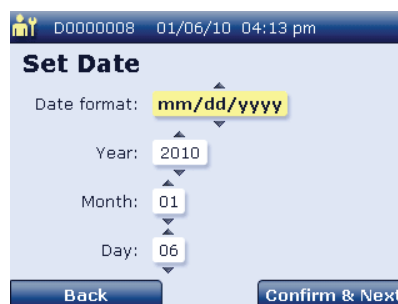 D0000008 01/06/10 04:13 pm
Set Date
Date format: mm/dd/yyyy
Year: 2010
Month: 01
Day: 06
Back Confirm & Next